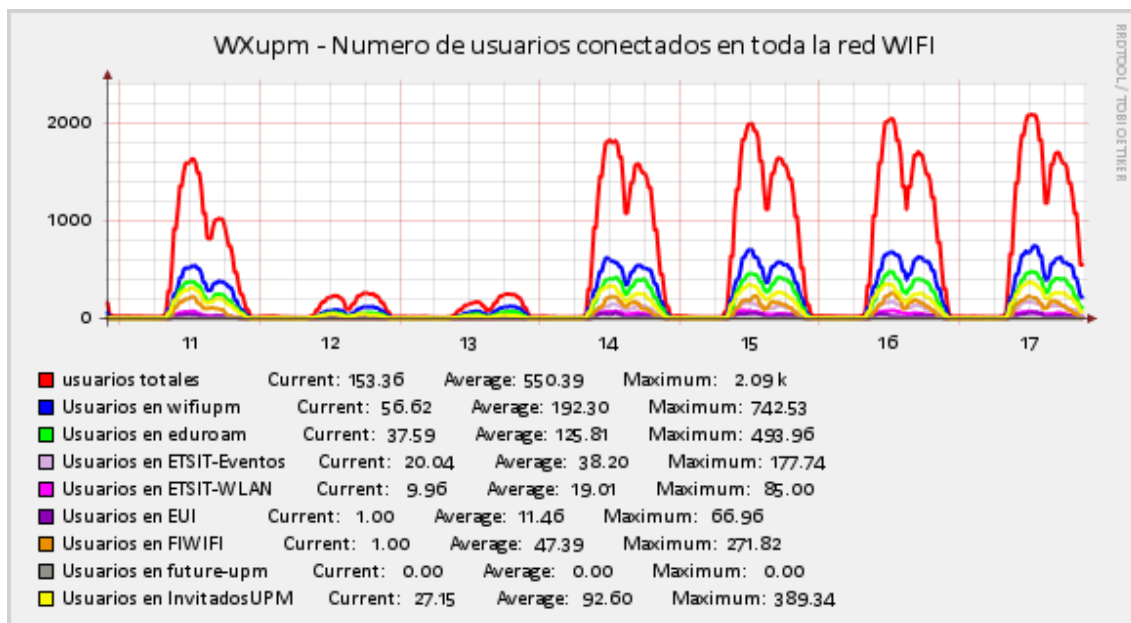 WXupm - Numero de usuarios conectados en toda la red WIFI
RRDTOOL / TOBI OETIKER
2000
1000
0
11 12 13 14 15 16 17
usuarios totales Current: 153.36 Average: 550.39 Maximum: 2.09 k
Usuarios en wifiupm Current: 56.62 Average: 192.30 Maximum: 742.53
Usuarios en eduroam Current: 37.59 Average: 125.81 Maximum: 493.96
Usuarios en ETSIT-Eventos Current: 20.04 Average: 38.20 Maximum: 177.74
Usuarios en ETSIT-WLAN Current: 9.96 Average: 19.01 Maximum: 85.00
Usuarios en EUI Current: 1.00 Average: 11.46 Maximum: 66.96
Usuarios en FIWIFI Current: 1.00 Average: 47.39 Maximum: 271.82
Usuarios en future-upm Current: 0.00 Average: 0.00 Maximum: 0.00
Usuarios en InvitadosUPM Current: 27.15 Average: 92.60 Maximum: 389.34